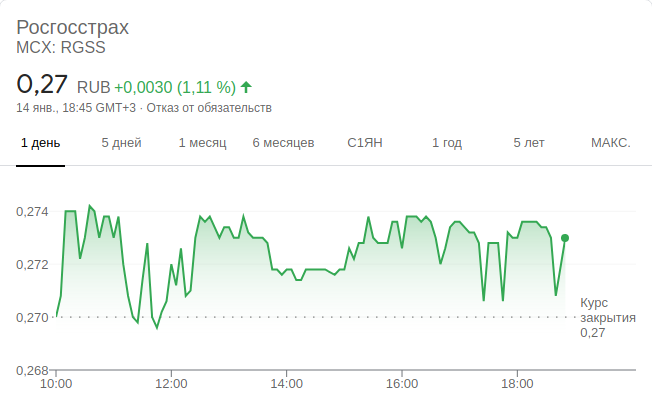 Росгосстрах
MCX: RGSS
0,27 RUB +0,0030 (1,11 %)
14 янв., 18:45 GMT+3 · Отказ от обязательств
1 день 5 дней 1 месяц 6 месяцев С1ЯН 1 год 5 лет МАКС.
0,274
0,272
0,270
Курс
закрытия
0,27
0,268
10:00 12:00 14:00 16:00 18:00